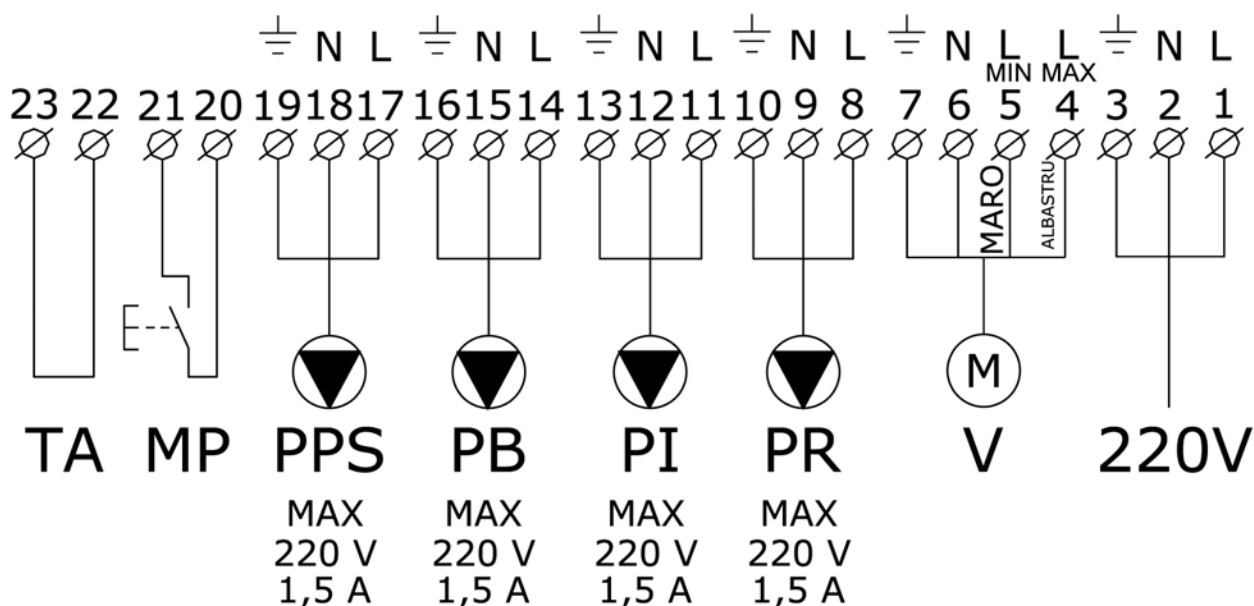 N L N L N L N L N L L N L
MIN MAX
23 22 21 20 19 18 17 16 15 14 13 12 11 10 9 8 7 6 5 4 3 2 1
MARO
ALBASTRU
M
TA MP PPS PB PI PR V 220V
MAX MAX MAX MAX
220 V 220 V 220 V 220 V
1,5 A 1,5 A 1,5 A 1,5 A